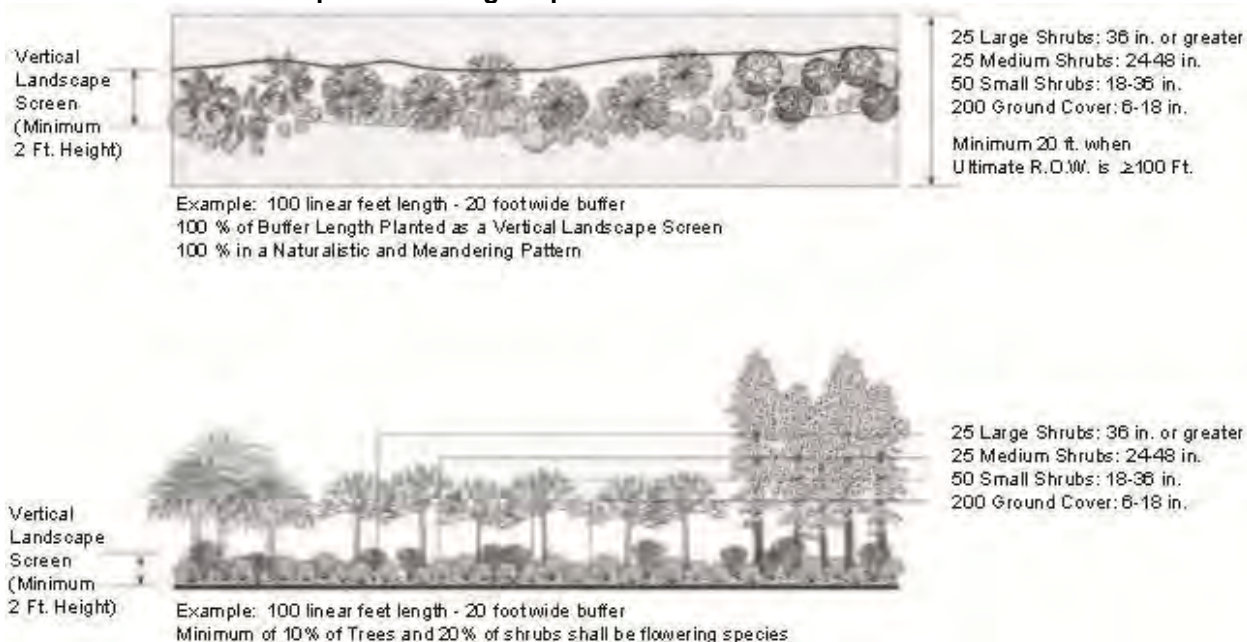 Vertical
Landscape
Screen
(Minimum
2 Ft. Height)
25 Large Shrubs: 36 in. or greater
25 Medium Shrubs: 24-48 in.
50 Small Shrubs: 18-36 in.
200 Ground Cover: 6-18 in.
Minimum 20 ft. when
Ultimate R.O.W. is ≥100 Ft.
Example: 100 linear feet length - 20 foot wide buffer
100 % of Buffer Length Planted as a Vertical Landscape Screen
100 % in a Naturalistic and Meandering Pattern
25 Large Shrubs: 36 in. or greater
25 Medium Shrubs: 24-48 in.
50 Small Shrubs: 18-36 in.
200 Ground Cover: 6-18 in.
Vertical
Landscape
Screen
(Minimum
2 Ft. Height)
Example: 100 linear feet length - 20 foot wide buffer
Minimum of 10% of Trees and 20% of shrubs shall be flowering species